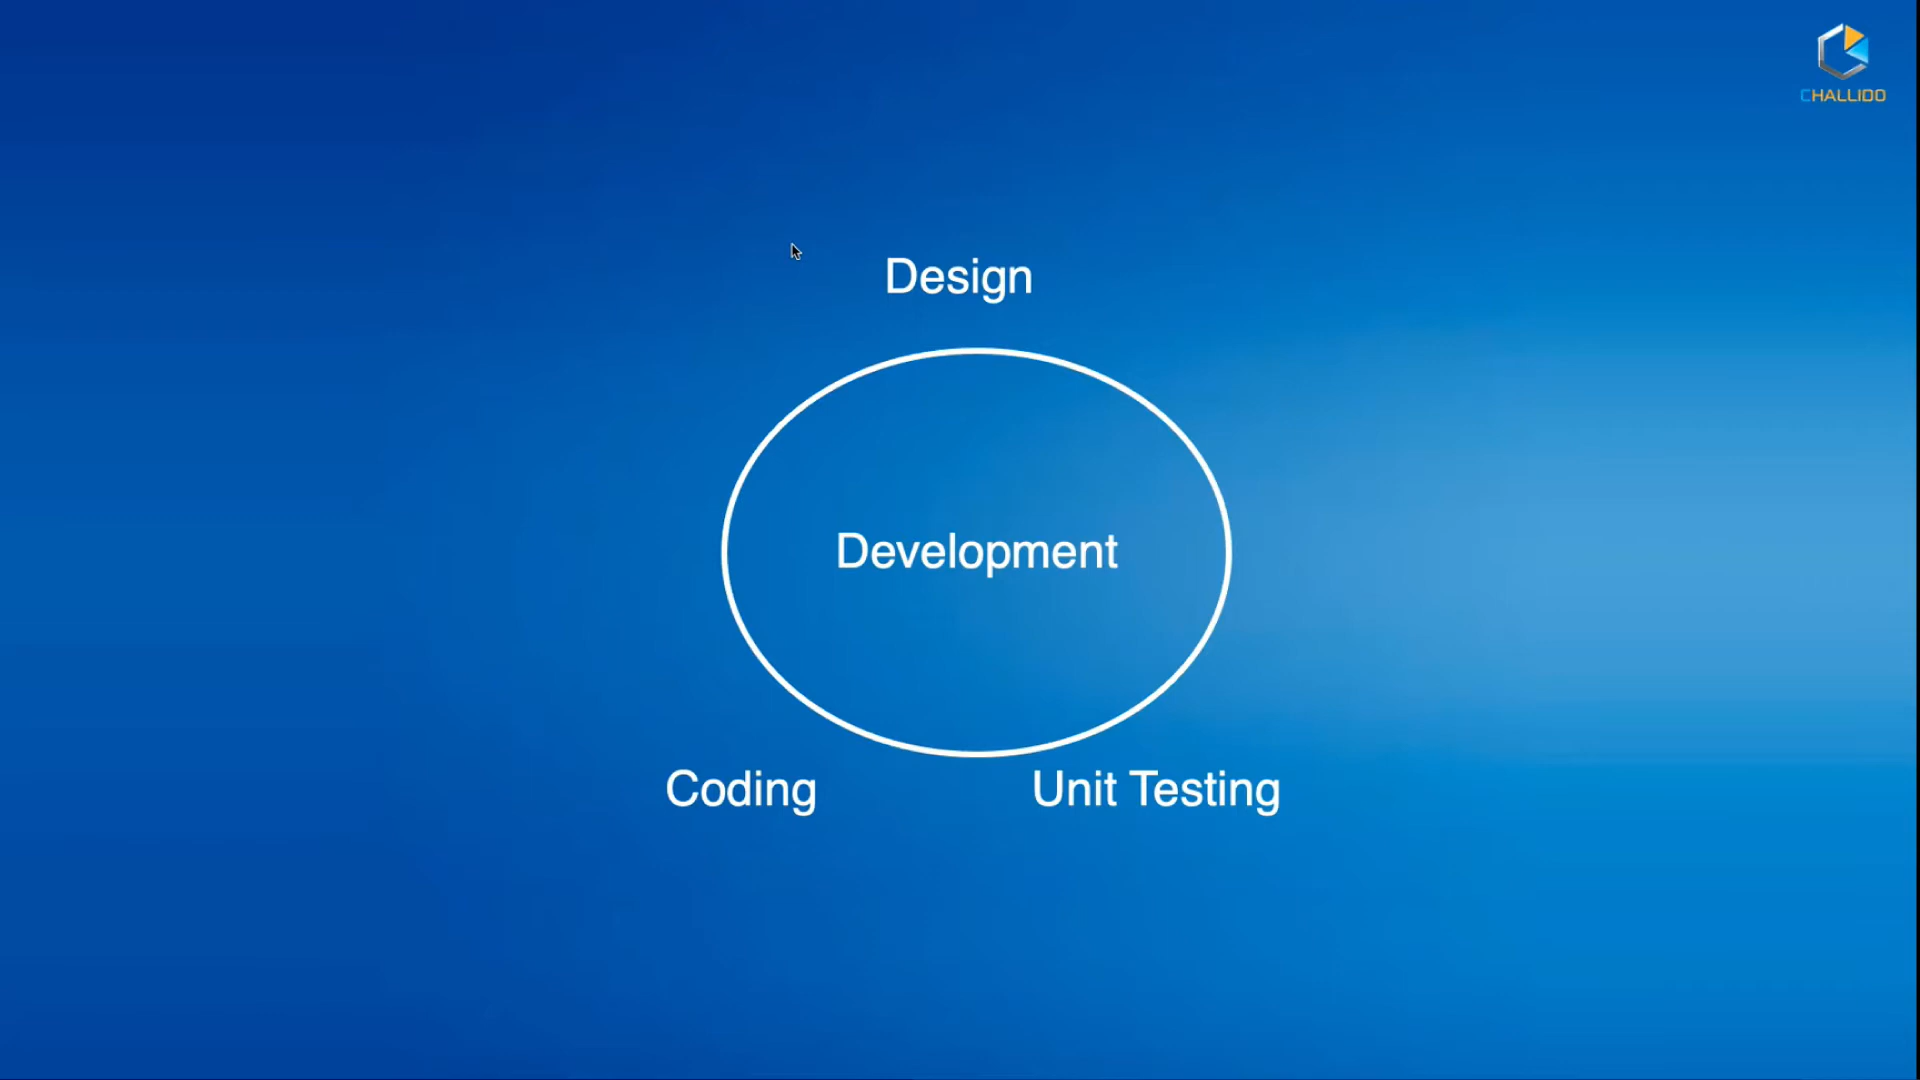 CHALLIDO
Design
Development
Coding
Unit Testing